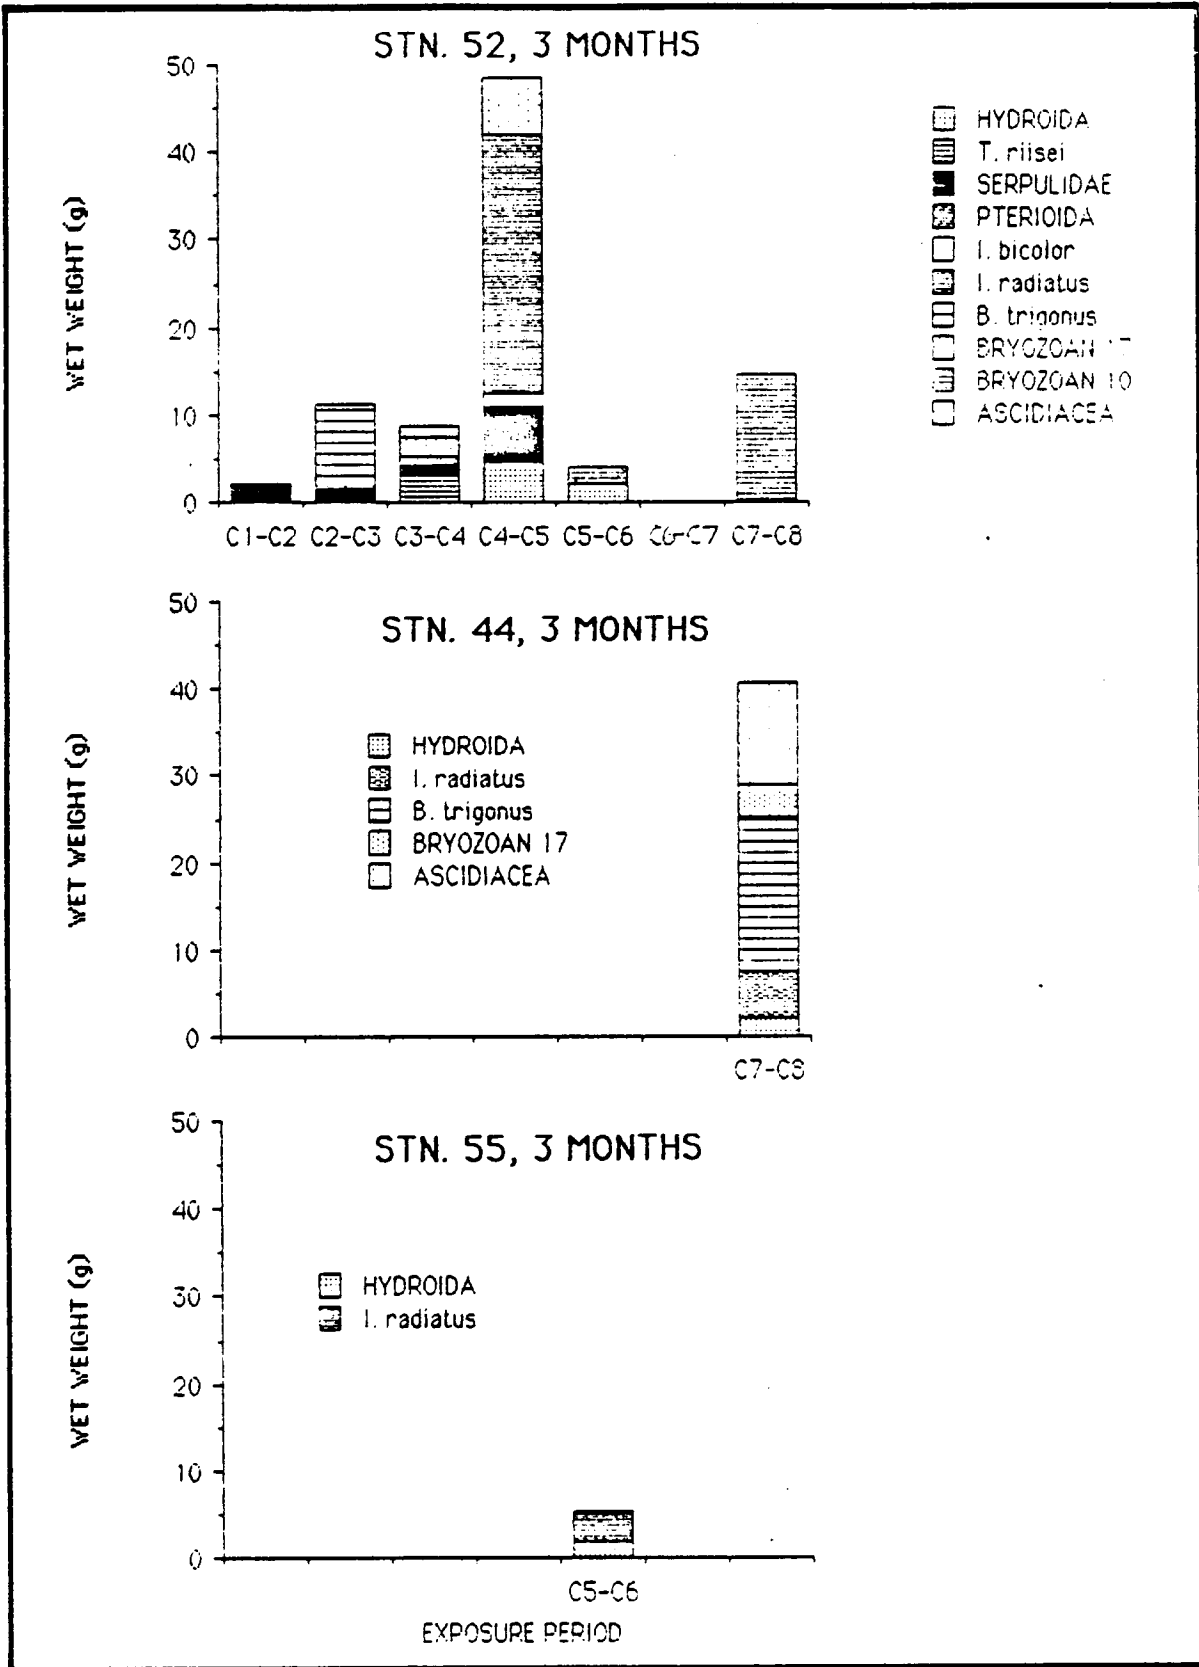 STN. 52, 3 MONTHS
50
40
30
20
10
0
WET WEIGHT (g)
C1-C2 C2-C3 C3-C4 C4-C5 C5-C6 C6-C7 C7-C8
HYDROIDA
T. riisei
SERPULIDAE
PTERIOIDA
I. bicolor
I. radiatus
B. trigonus
BRYOZOAN 17
BRYOZOAN 10
ASCIDIACEA
STN. 44, 3 MONTHS
50
40
30
20
10
0
WET WEIGHT (g)
HYDROIDA
I. radiatus
B. trigonus
BRYOZOAN 17
ASCIDIACEA
C7-C8
STN. 55, 3 MONTHS
50
40
30
20
10
0
WET WEIGHT (g)
HYDROIDA
I. radiatus
C5-C6
EXPOSURE PERIOD